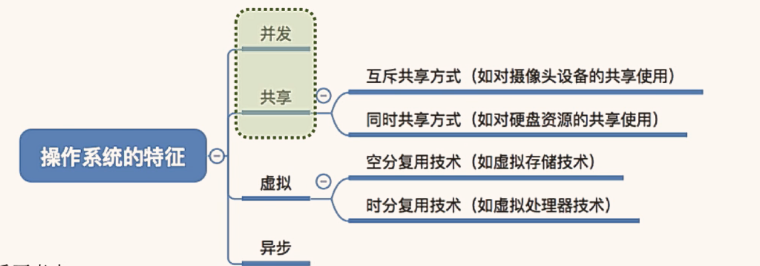 并发
互斥共享方式（如对摄像头设备的共享使用）
共享
同时共享方式（如对硬盘资源的共享使用）
操作系统的特征
空分复用技术（如虚拟存储技术）
虚拟
时分复用技术（如虚拟处理器技术）
异步